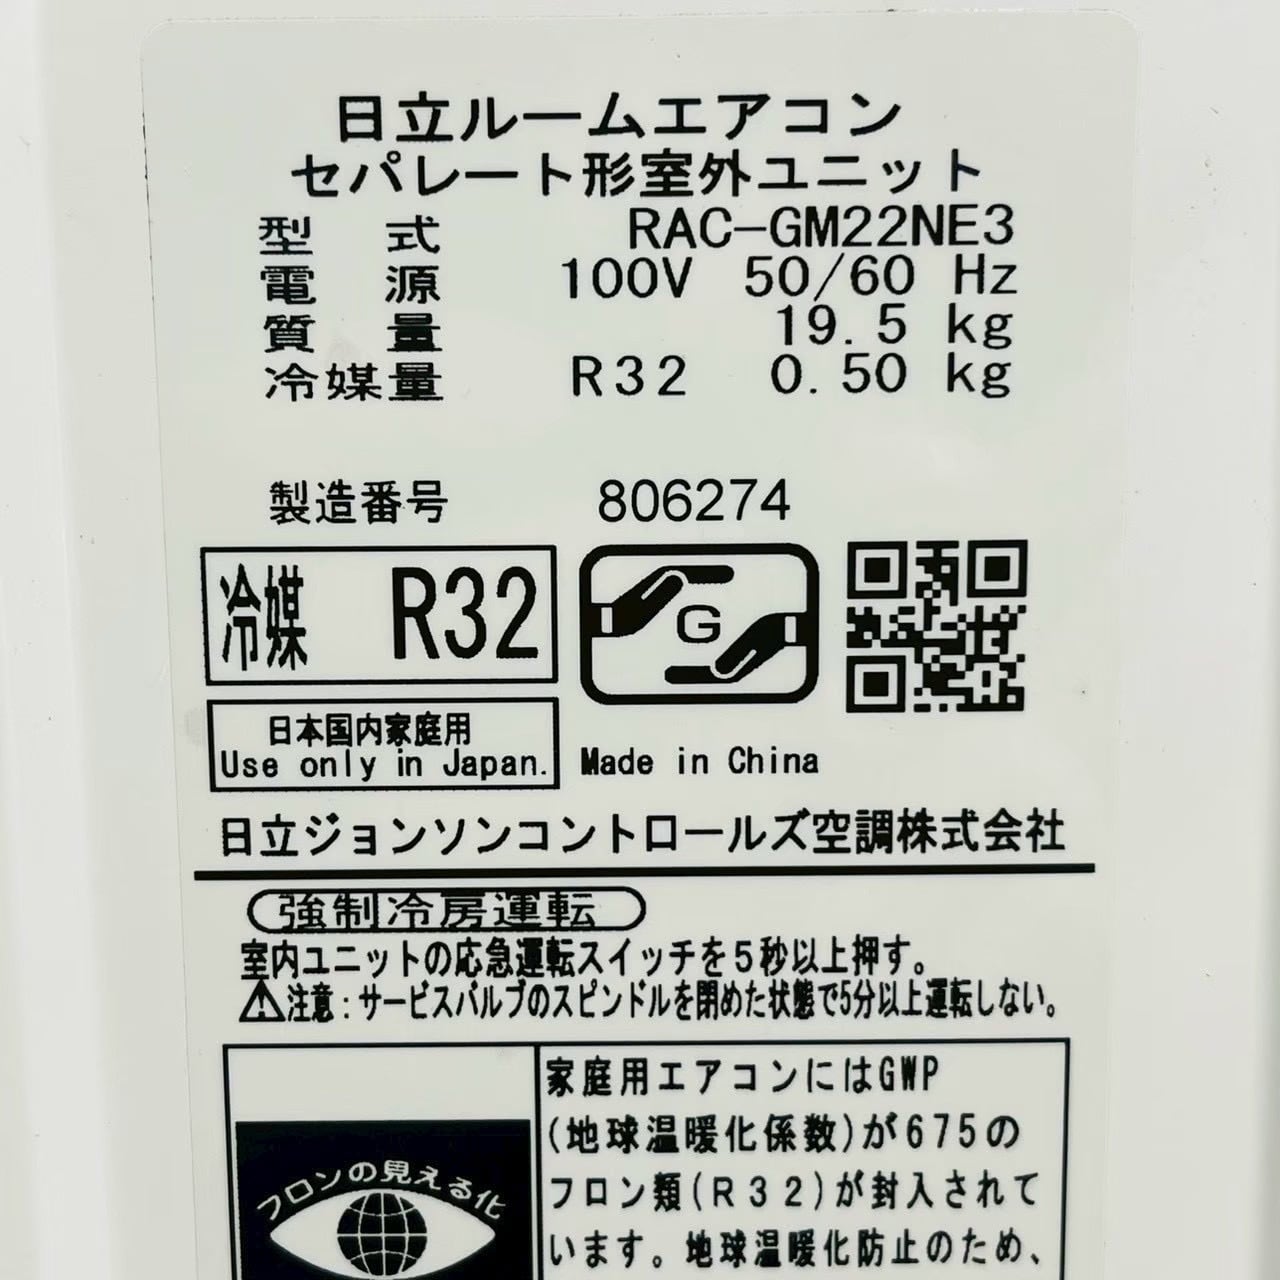 日立ルームエアコン
セパレート形室外ユニット
型 式 RAC-GM22NE3
電 源 100V 50/60 Hz
質 量 19.5 kg
冷媒量 R32 0.50 kg
製造番号 806274
冷媒 R32
G
日本国内家庭用
Use only in Japan.
Made in China
日立ジョンソンコントロールズ空調株式会社
強制冷房運転
室内ユニットの応急運転スイッチを5秒以上押す。
注意：サービスバルブのスピンドルを閉めた状態で5分以上運転しない。
フロンの見える化
家庭用エアコンにはGWP
(地球温暖化係数)が675の
フロン類(R32)が封入されて
います。地球温暖化防止のため、